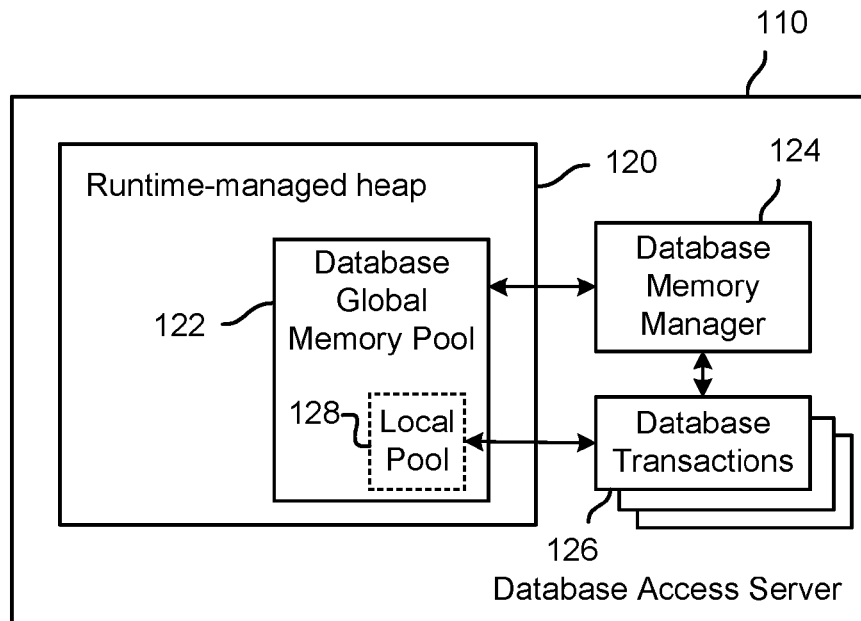 110
Runtime-managed heap
120
124
Database
Global
Memory Pool
122
Database
Memory
Manager
128
Local
Pool
Database
Transactions
126
Database Access Server